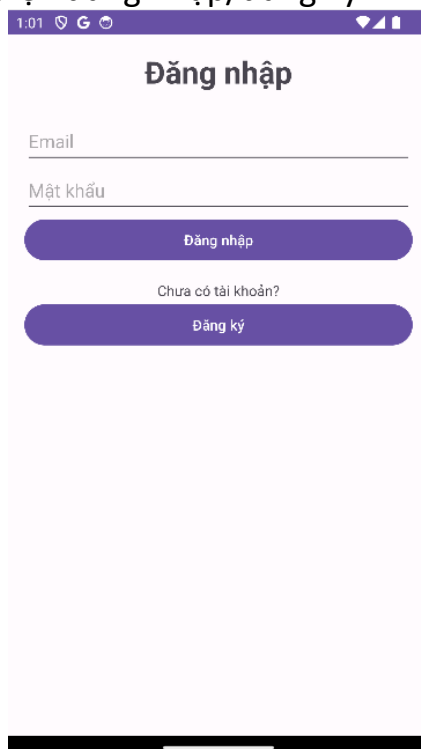 1:01 G
Đăng nhập
Email
Mật khẩu
Đăng nhập
Chưa có tài khoản?
Đăng ký